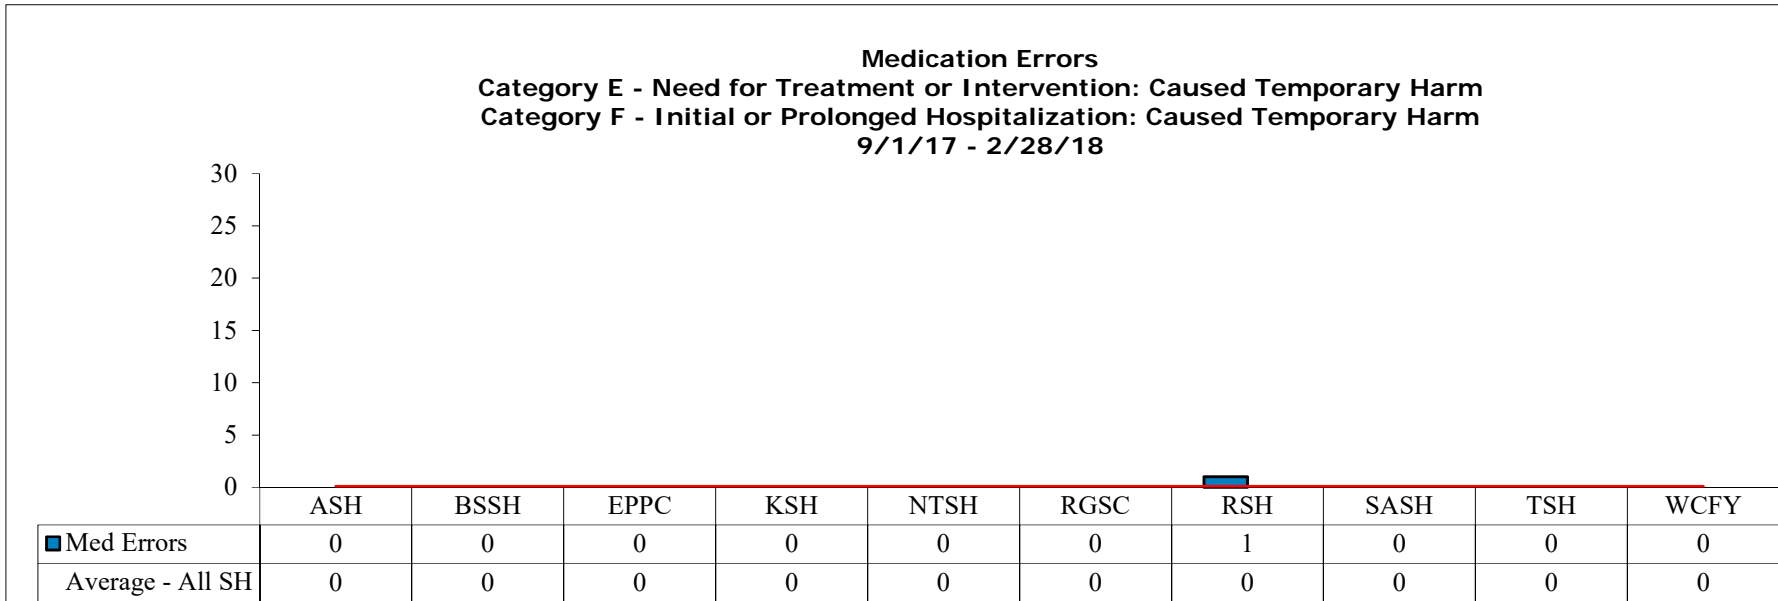 Medication Errors
Category E - Need for Treatment or Intervention: Caused Temporary Harm
Category F - Initial or Prolonged Hospitalization: Caused Temporary Harm
9/1/17 - 2/28/18
30
25
20
15
10
5
0
ASH BSSH EPPC KSH NTSH RGSC RSH SASH TSH WCFY
Med Errors 0 0 0 0 0 0 1 0 0 0
Average - All SH 0 0 0 0 0 0 0 0 0 0